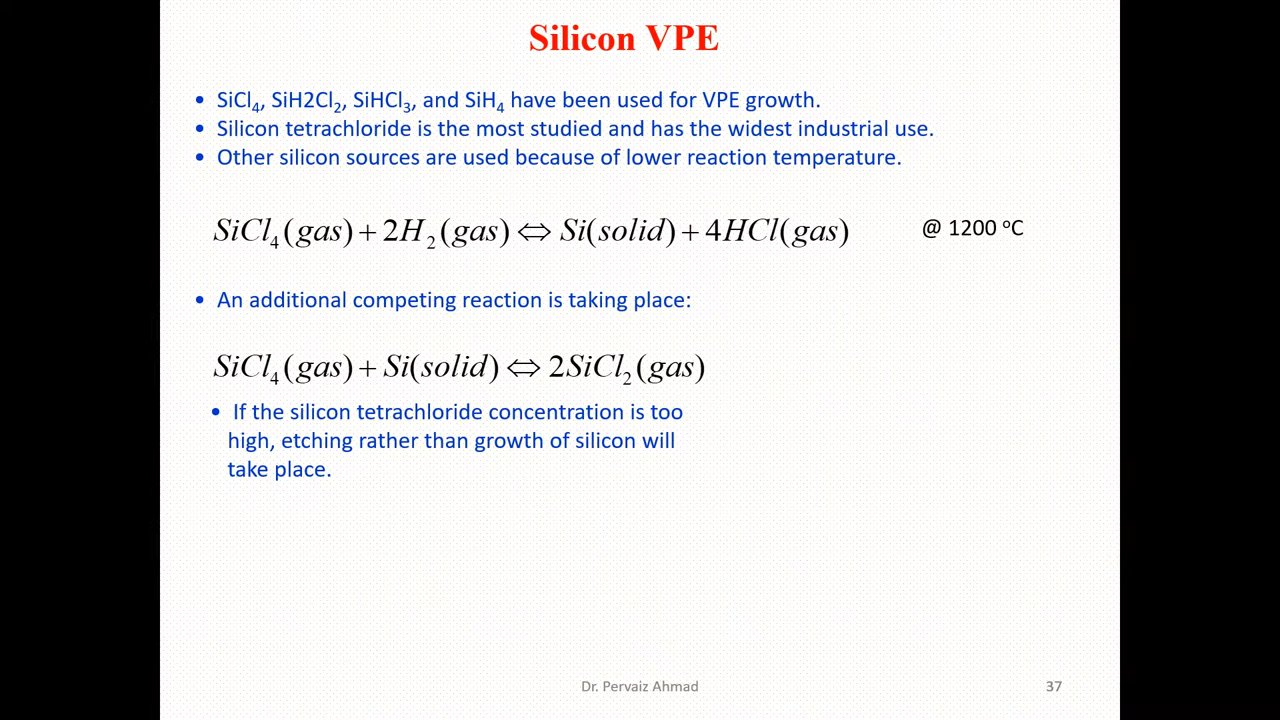 Silicon VPE
• SiCl₄, SiH2Cl₂, SiHCl₃, and SiH₄ have been used for VPE growth.
• Silicon tetrachloride is the most studied and has the widest industrial use.
• Other silicon sources are used because of lower reaction temperature.
SiCl₄(gas) + 2H₂(gas) ⇔ Si(solid) + 4HCl(gas) @ 1200 ᵒC
• An additional competing reaction is taking place:
SiCl₄(gas) + Si(solid) ⇔ 2SiCl₂(gas)
• If the silicon tetrachloride concentration is too
high, etching rather than growth of silicon will
take place.
Dr. Pervaiz Ahmad 37